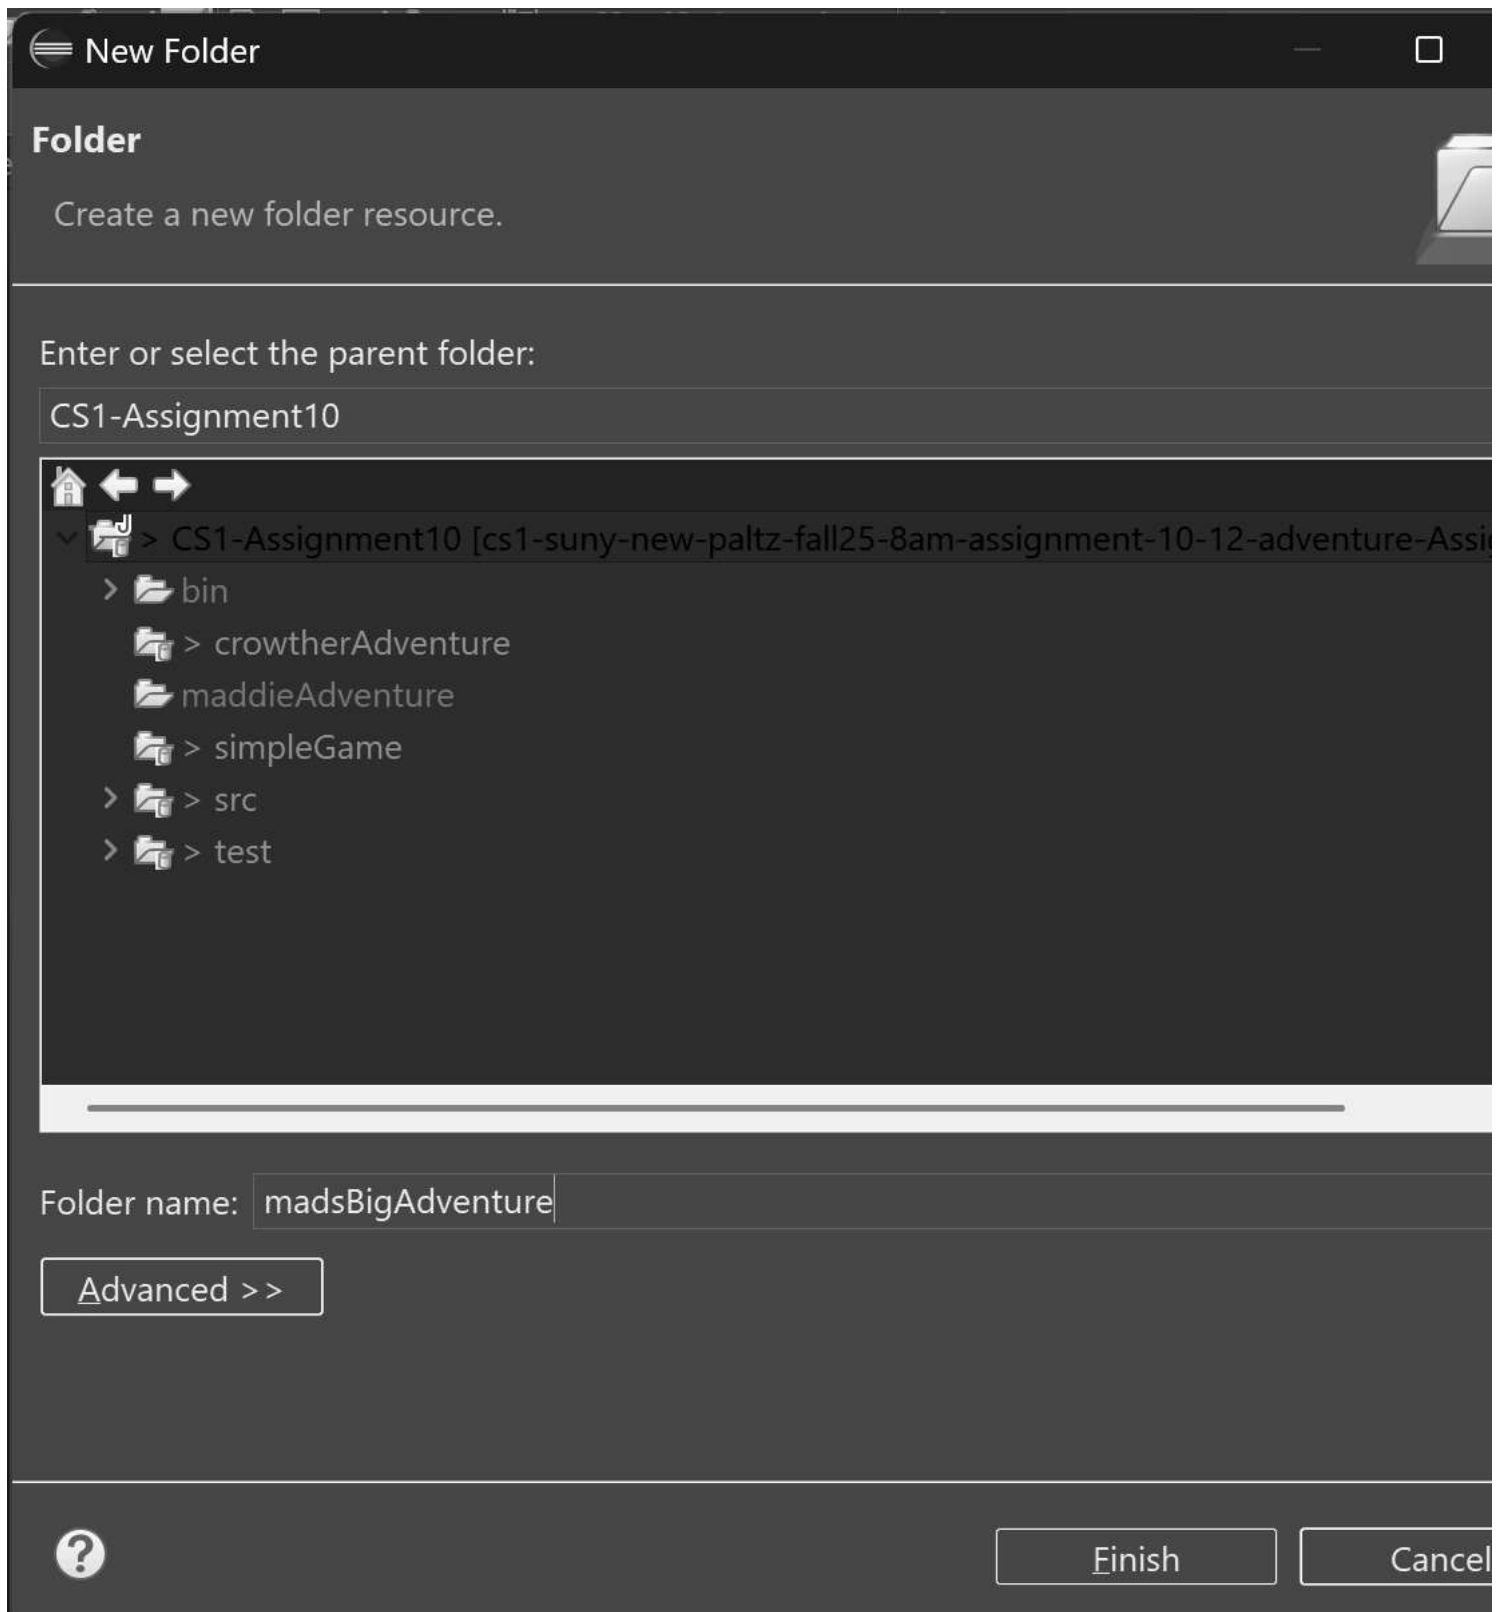 New Folder
Folder
Create a new folder resource.
Enter or select the parent folder:
CS1-Assignment10
> CS1-Assignment10 [cs1-suny-new-paltz-fall25-8am-assignment-10-12-adventure-Assi
bin
> crowtherAdventure
maddieAdventure
> simpleGame
> src
> test
Folder name: madsBigAdventure
Advanced >>
Finish Cancel